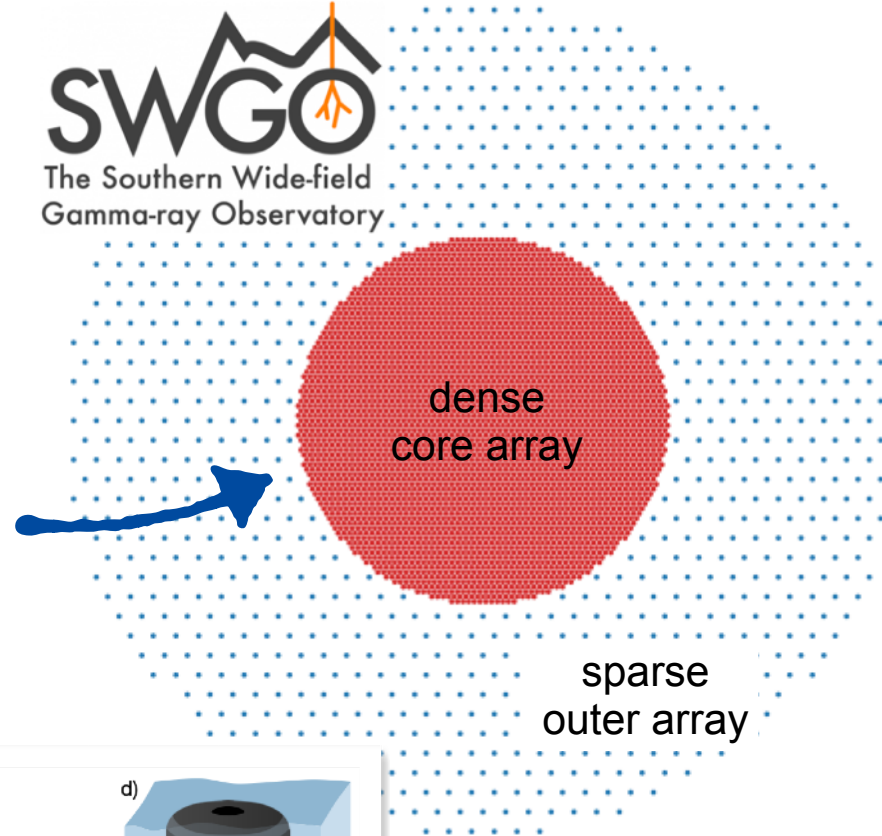 SWGO
The Southern Wide-field
Gamma-ray Observatory
dense
core array
sparse
outer array
d)